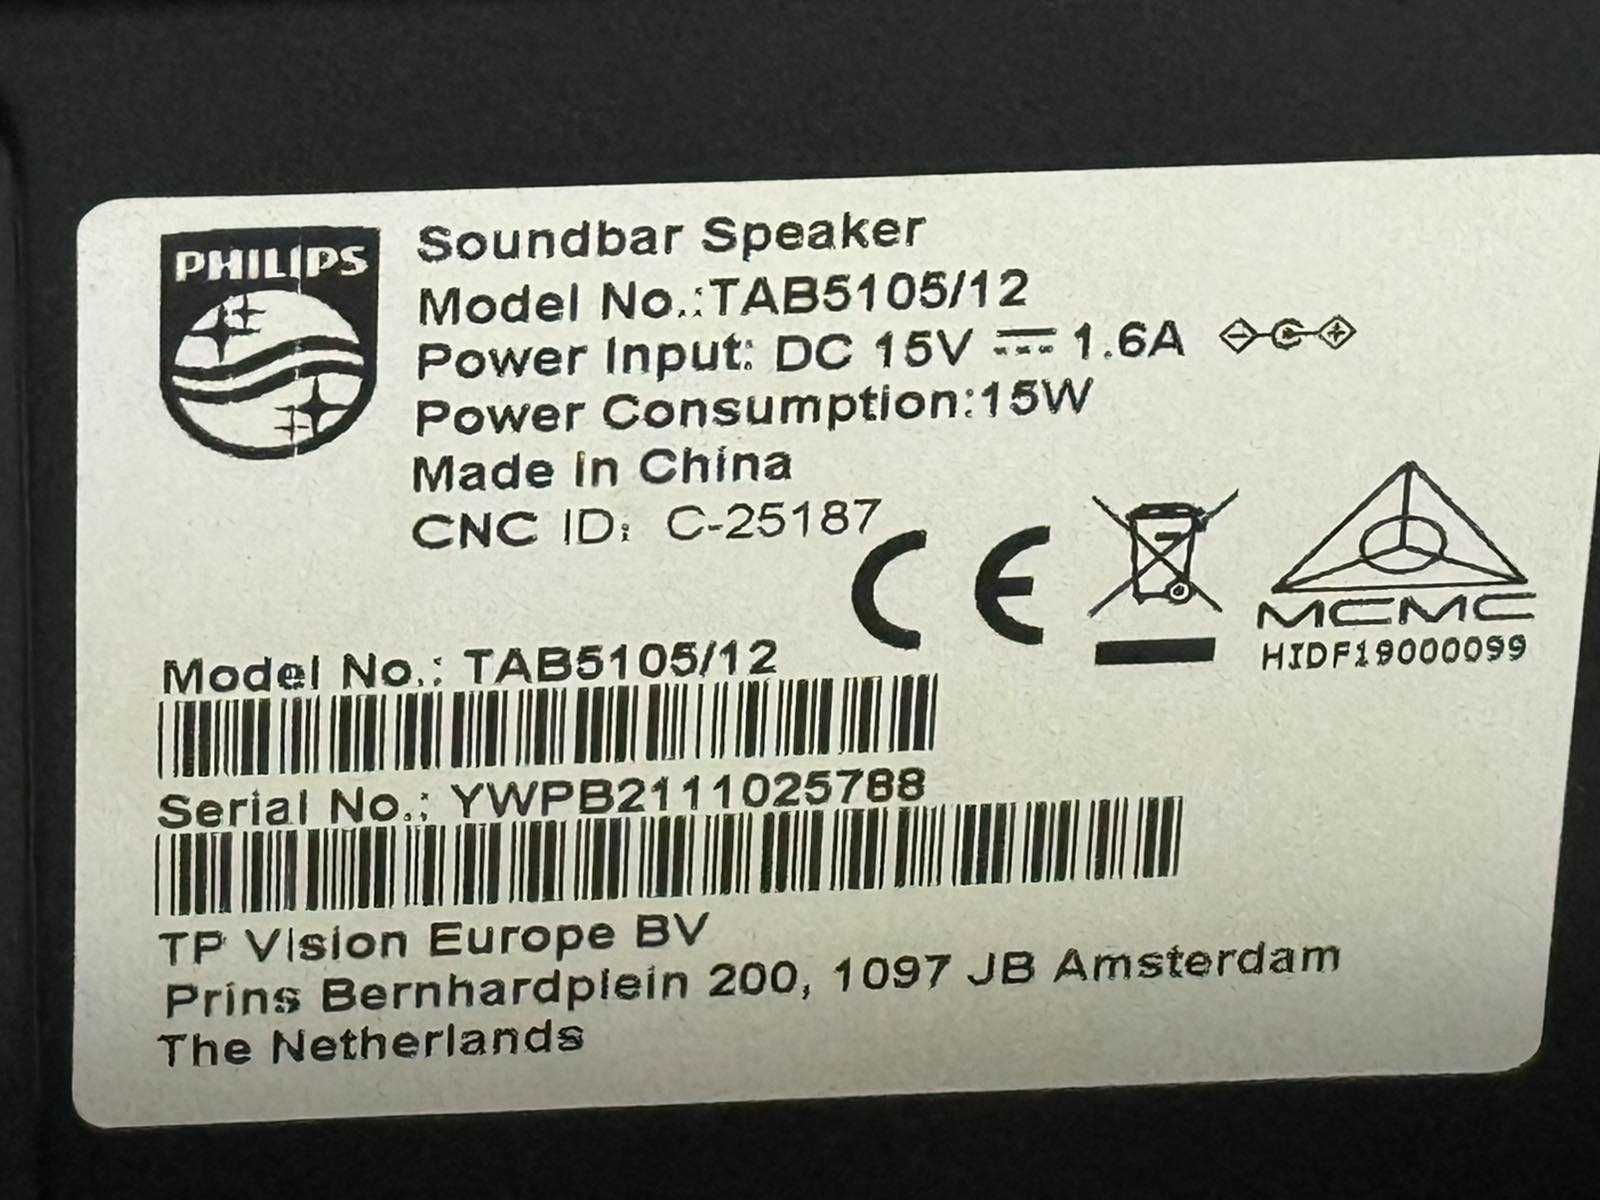 PHILIPS
Soundbar Speaker
Model No.:TAB5105/12
Power Input: DC 15V ⎓ 1.6A
Power Consumption:15W
Made in China
CNC ID: C-25187
CE
MCMC
HIDF19000099
Model No.: TAB5105/12
Serial No.: YWPB2111025788
TP Vision Europe BV
Prins Bernhardplein 200, 1097 JB Amsterdam
The Netherlands